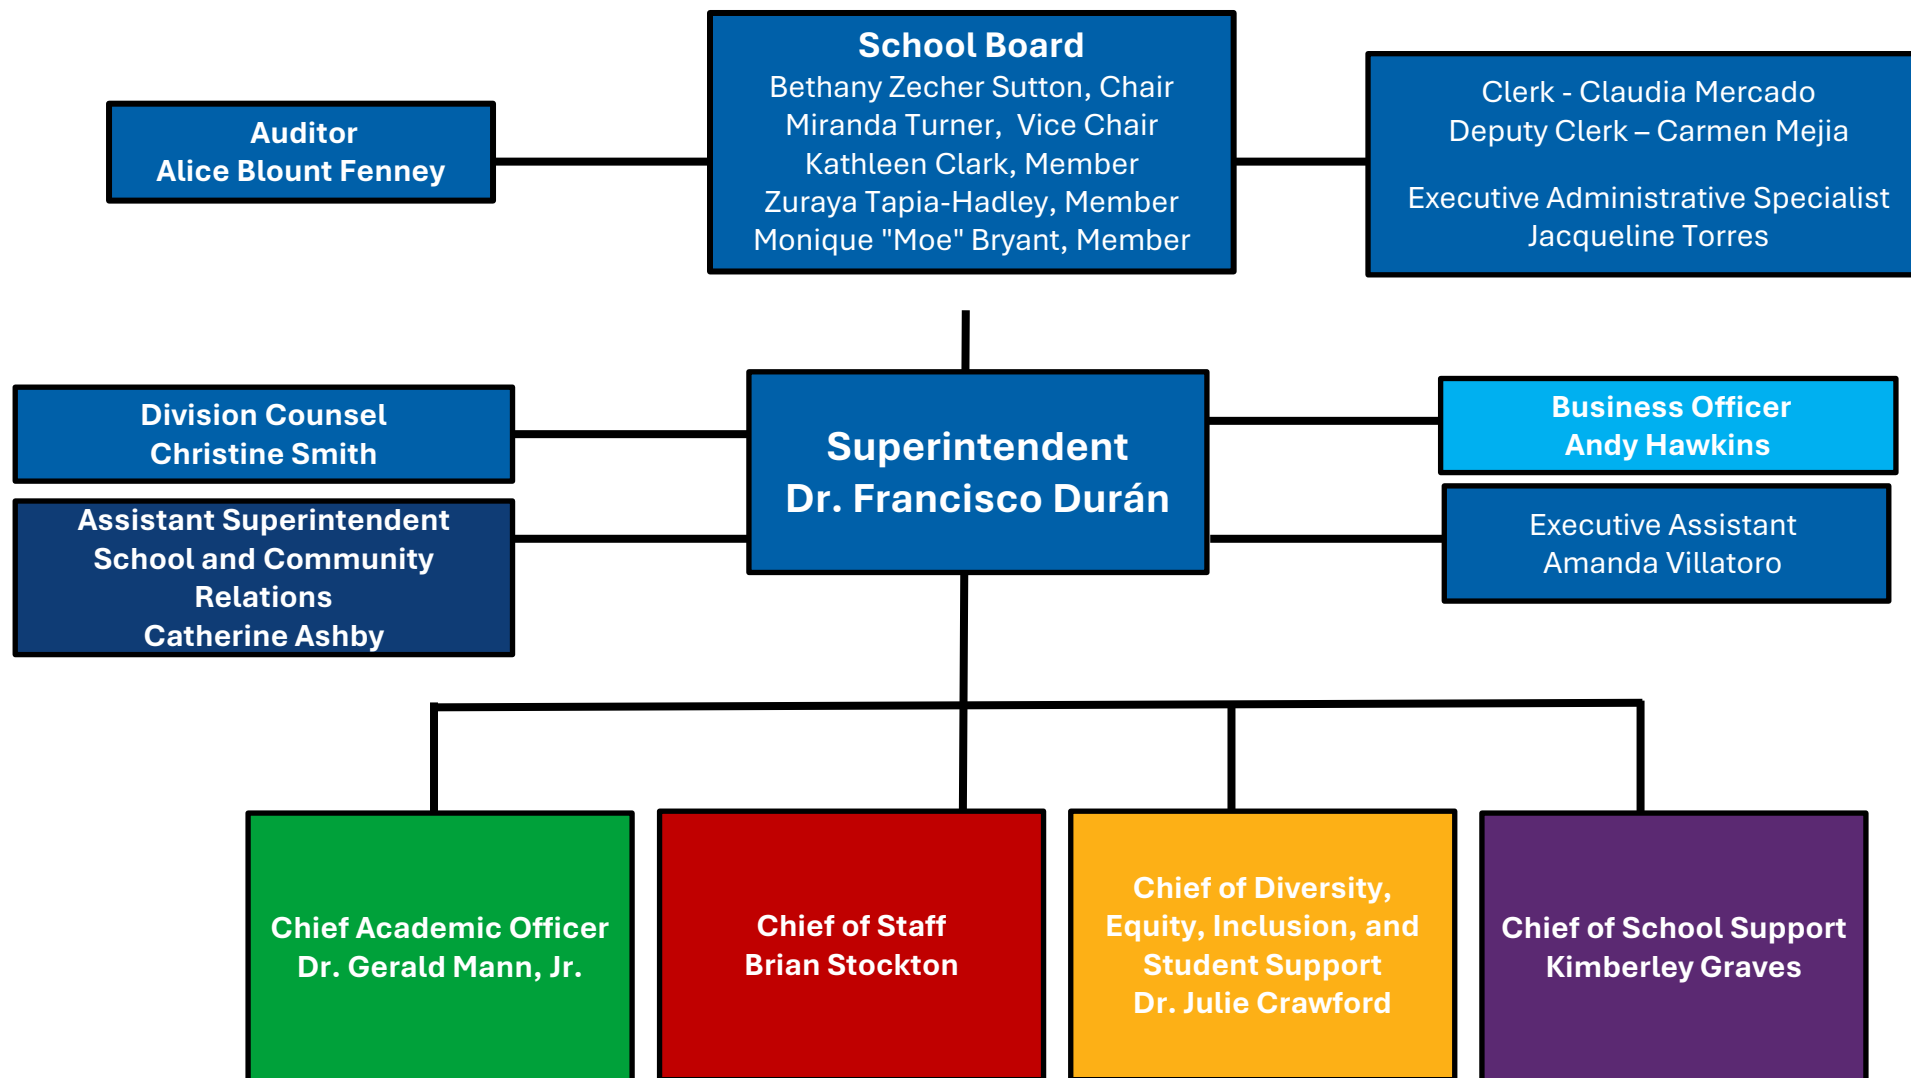 School Board
Bethany Zecher Sutton, Chair
Miranda Turner,  Vice Chair
Kathleen Clark, Member
Zuraya Tapia-Hadley, Member
Monique "Moe" Bryant, Member
Auditor
Alice Blount Fenney
Clerk - Claudia Mercado
Deputy Clerk – Carmen Mejia
Executive Administrative Specialist
Jacqueline Torres
Division Counsel
Christine Smith
Assistant Superintendent
School and Community
Relations
Catherine Ashby
Superintendent
Dr. Francisco Durán
Business Officer
Andy Hawkins
Executive Assistant
Amanda Villatoro
Chief Academic Officer
Dr. Gerald Mann, Jr.
Chief of Staff
Brian Stockton
Chief of Diversity,
Equity, Inclusion, and
Student Support
Dr. Julie Crawford
Chief of School Support
Kimberley Graves